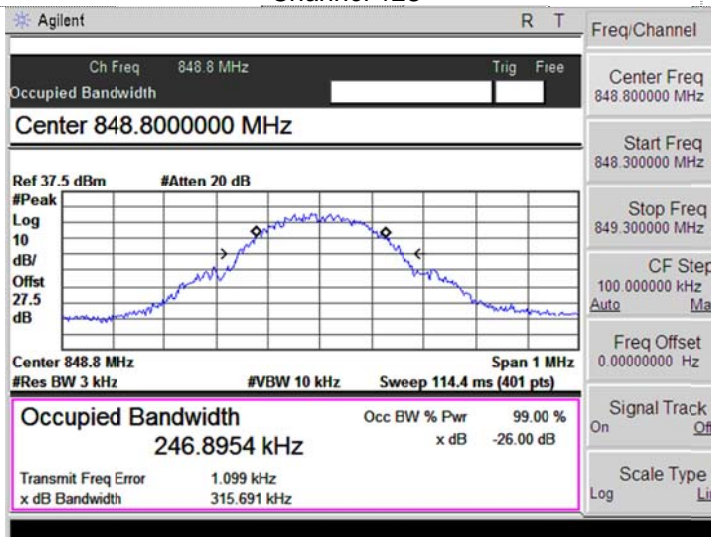 Agilent R T
Ch Freq 848.8 MHz Trig Free
Occupied Bandwidth
Center 848.8000000 MHz
Ref 37.5 dBm #Atten 20 dB
#Peak
Log
10
dB/
Offst
27.5
dB
Center 848.8 MHz Span 1 MHz
#Res BW 3 kHz #VBW 10 kHz Sweep 114.4 ms (401 pts)
Occupied Bandwidth Occ BW % Pwr 99.00 %
246.8954 kHz x dB -26.00 dB
Transmit Freq Error 1.099 kHz
x dB Bandwidth 315.691 kHz
Freq/Channel
Center Freq
848.800000 MHz
Start Freq
848.300000 MHz
Stop Freq
849.300000 MHz
CF Step
100.000000 kHz
Auto Ma
Freq Offset
0.00000000 Hz
Signal Track
On Off
Scale Type
Log Li